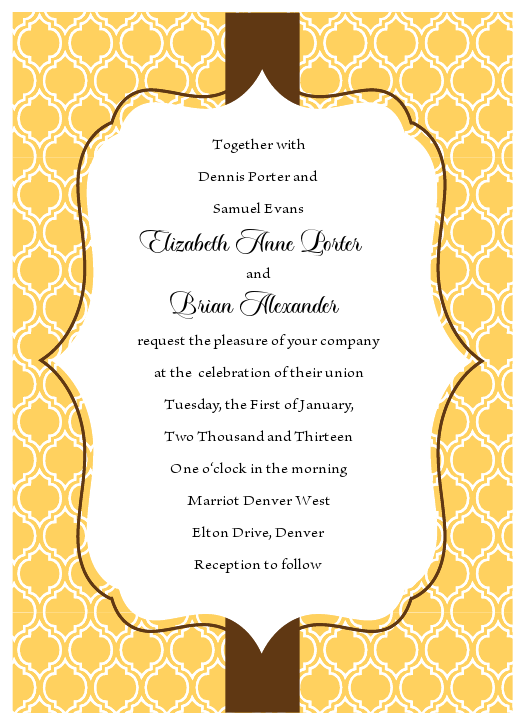 Together with
Dennis Porter and
Samuel Evans
Elizabeth Anne Porter
and
Brian Alexander
request the pleasure of your company
at the celebration of their union
Tuesday, the First of January,
Two Thousand and Thirteen
One o'clock in the morning
Marriot Denver West
Elton Drive, Denver
Reception to follow